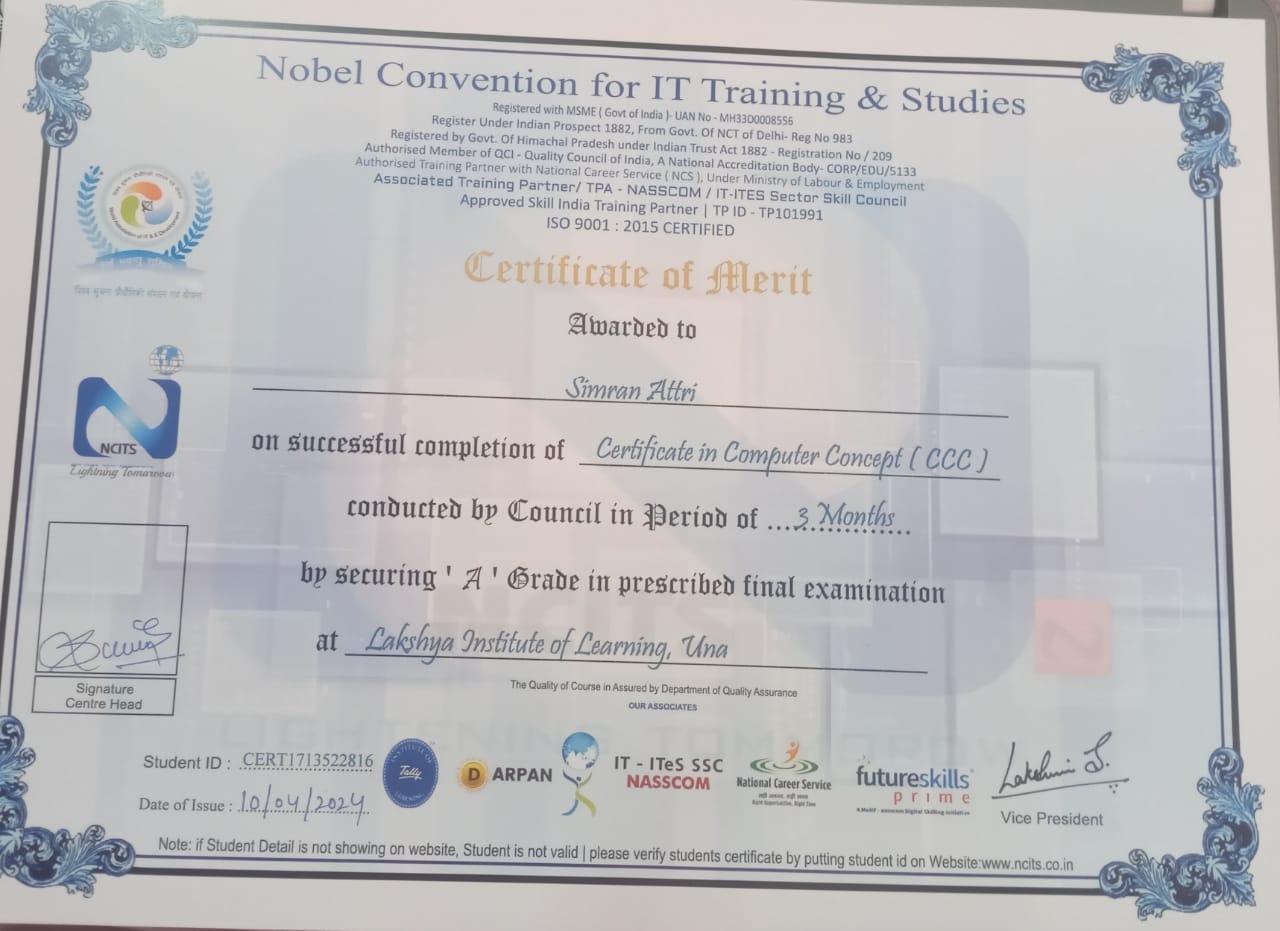 Nobel Convention for IT Training & Studies
Registered with MSME ( Govt of India )- UAN No - MH33D0008556
Register Under Indian Prospect 1882, From Govt. Of NCT of Delhi- Reg No 983
Registered by Govt. Of Himachal Pradesh under Indian Trust Act 1882 - Registration No / 209
Authorised Member of QCI - Quality Council of India, A National Accreditation Body- CORP/EDU/5133
Authorised Training Partner with National Career Service ( NCS ), Under Ministry of Labour & Employment
Associated Training Partner/ TPA - NASSCOM / IT-ITES Sector Skill Council
Approved Skill India Training Partner | TP ID - TP101991
ISO 9001 : 2015 CERTIFIED
Certificate of Merit
Awarded to
Simran Attri
on successful completion of Certificate in Computer Concept ( CCC )
conducted by Council in Period of ...3 Months
by securing ' A ' Grade in prescribed final examination
at Lakshya Institute of Learning, Una
NCITS
Lightning Tomorrow
Signature
Centre Head
The Quality of Course in Assured by Department of Quality Assurance
OUR ASSOCIATES
Student ID : CERT1713522816
Date of Issue : 10/04/2024
INSTITUTE OF
Tally
LEARNING
D ARPAN
IT - ITeS SSC
NASSCOM
National Career Service
futureskills
prime
Lakshmi J.
Vice President
Note: if Student Detail is not showing on website, Student is not valid | please verify students certificate by putting student id on Website:www.ncits.co.in
NCITS
LIGHTENING TOMORROW